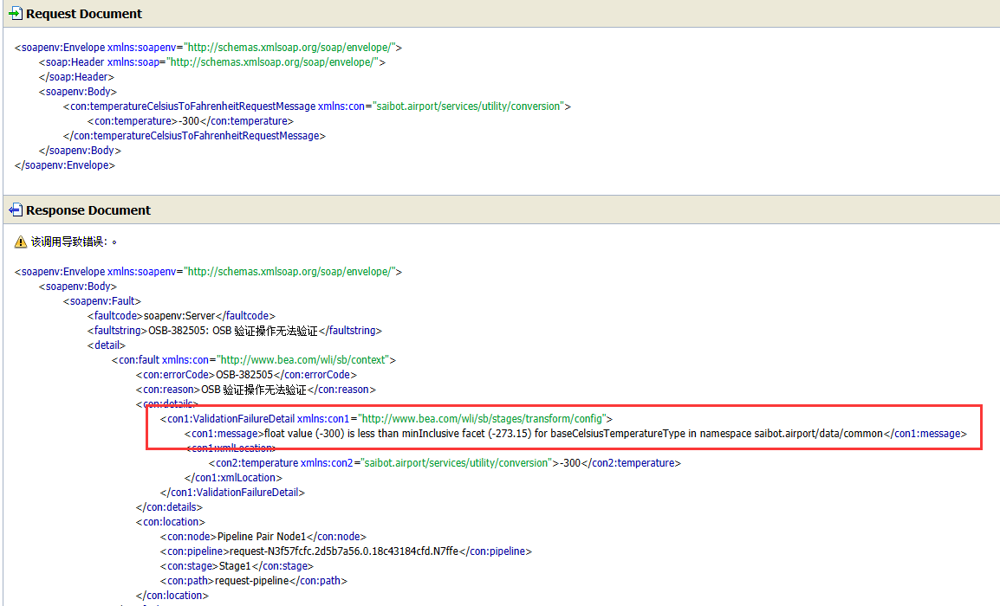 Request Document
<soapenv:Envelope xmlns:soapenv="http://schemas.xmlsoap.org/soap/envelope/">
<soap:Header xmlns:soap="http://schemas.xmlsoap.org/soap/envelope/">
</soap:Header>
<soapenv:Body>
<con:temperatureCelsiusToFahrenheitRequestMessage xmlns:con="saibot.airport/services/utility/conversion">
<con:temperature>-300</con:temperature>
</con:temperatureCelsiusToFahrenheitRequestMessage>
</soapenv:Body>
</soapenv:Envelope>
Response Document
该调用导致错误: 。
<soapenv:Envelope xmlns:soapenv="http://schemas.xmlsoap.org/soap/envelope/">
<soapenv:Body>
<soapenv:Fault>
<faultcode>soapenv:Server</faultcode>
<faultstring>OSB-382505: OSB 验证操作无法验证</faultstring>
<detail>
<con:fault xmlns:con="http://www.bea.com/wli/sb/context">
<con:errorCode>OSB-382505</con:errorCode>
<con:reason>OSB 验证操作无法验证</con:reason>
<con:details>
<con1:ValidationFailureDetail xmlns:con1="http://www.bea.com/wli/sb/stages/transform/config">
<con1:message>float value (-300) is less than minInclusive facet (-273.15) for baseCelsiusTemperatureType in namespace saibot.airport/data/common</con1:message>
<con1:xmlLocation>
<con2:temperature xmlns:con2="saibot.airport/services/utility/conversion">-300</con2:temperature>
</con1:xmlLocation>
</con1:ValidationFailureDetail>
</con:details>
<con:location>
<con:node>Pipeline Pair Node1</con:node>
<con:pipeline>request-N3f57fcfc.2d5b7a56.0.18c43184cfd.N7ffe</con:pipeline>
<con:stage>Stage1</con:stage>
<con:path>request-pipeline</con:path>
</con:location>